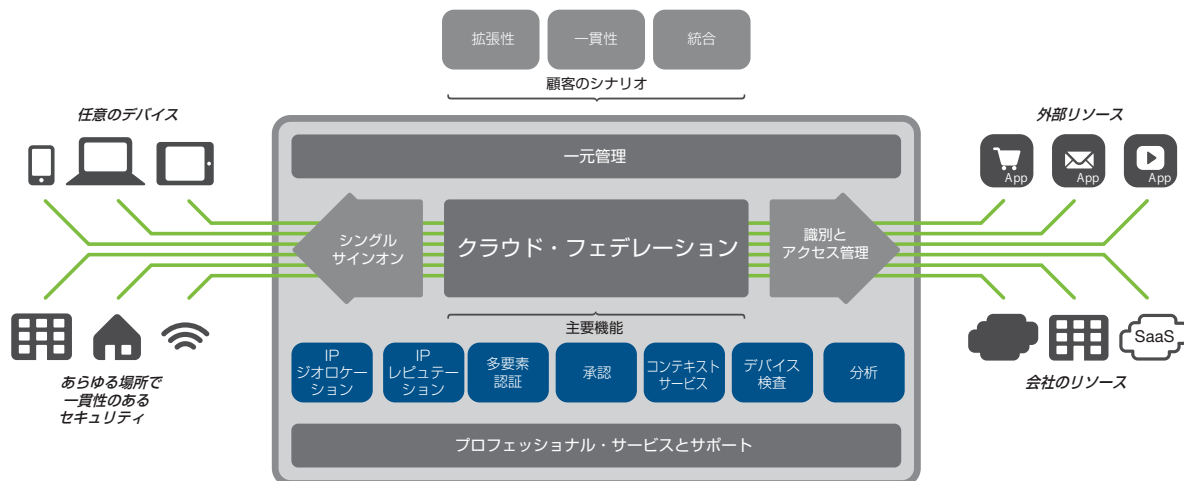 拡張性
一貫性
統合
顧客のシナリオ
任意のデバイス
外部リソース
一元管理
App
App
App
シングル
サインオン
クラウド・フェデレーション
識別と
アクセス管理
主要機能
IP
ジオロケー
ション
IP
レピュテー
ション
多要素
認証
承認
コンテキスト
サービス
デバイス
検査
分析
SaaS
あらゆる場所で
一貫性のある
セキュリティ
会社のリソース
プロフェッショナル・サービスとサポート